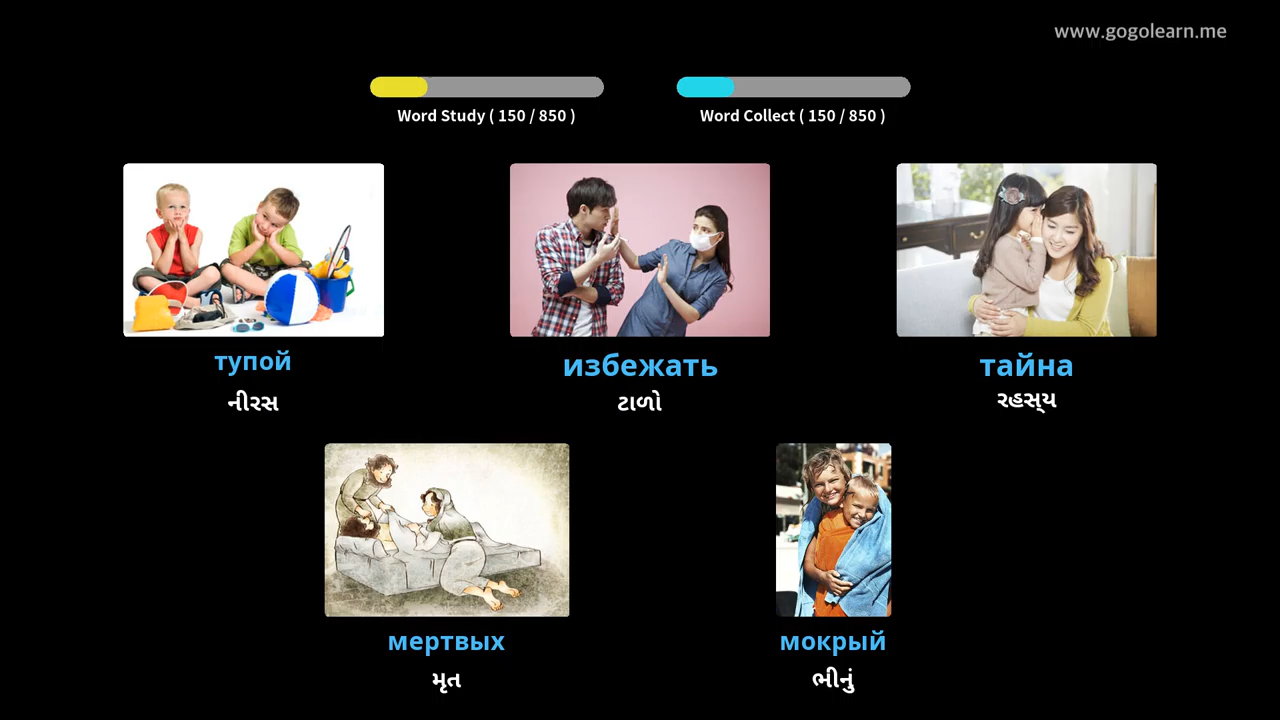 www.gogolearn.me
Word Study ( 150 / 850 )
Word Collect ( 150 / 850 )
тупой
નીરસ
избежать
ટાળો
тайна
રહસ્ય
мертвых
મૃત
мокрый
ભીનું